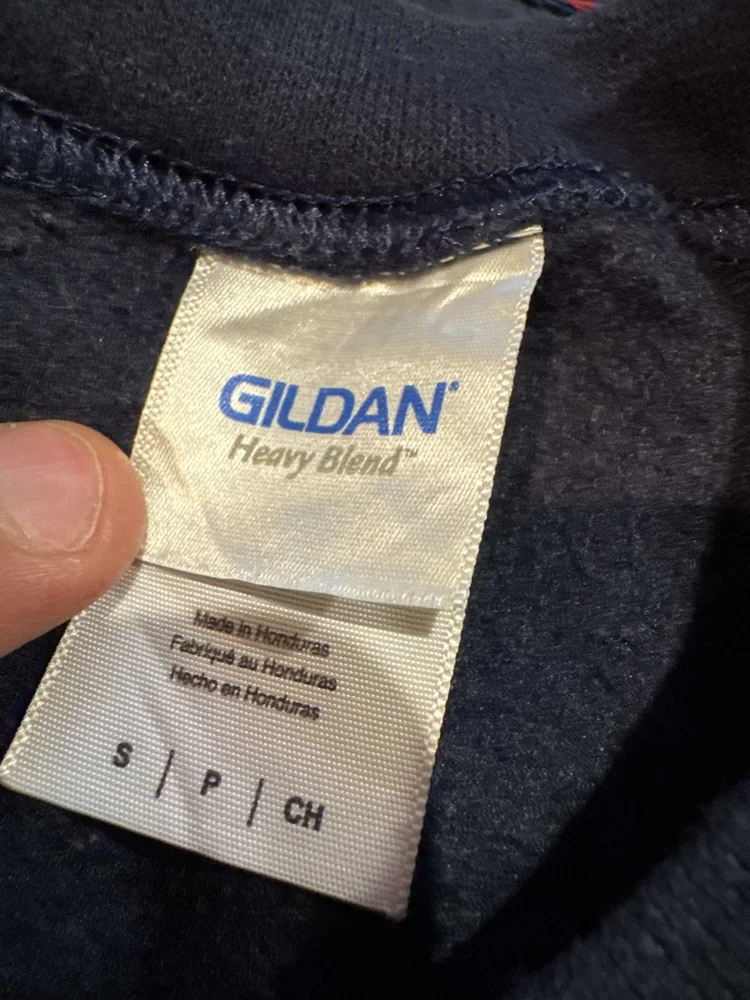 GILDAN®
Heavy Blend™
Made in Honduras
Fabriqué au Honduras
Hecho en Honduras
S | P | CH